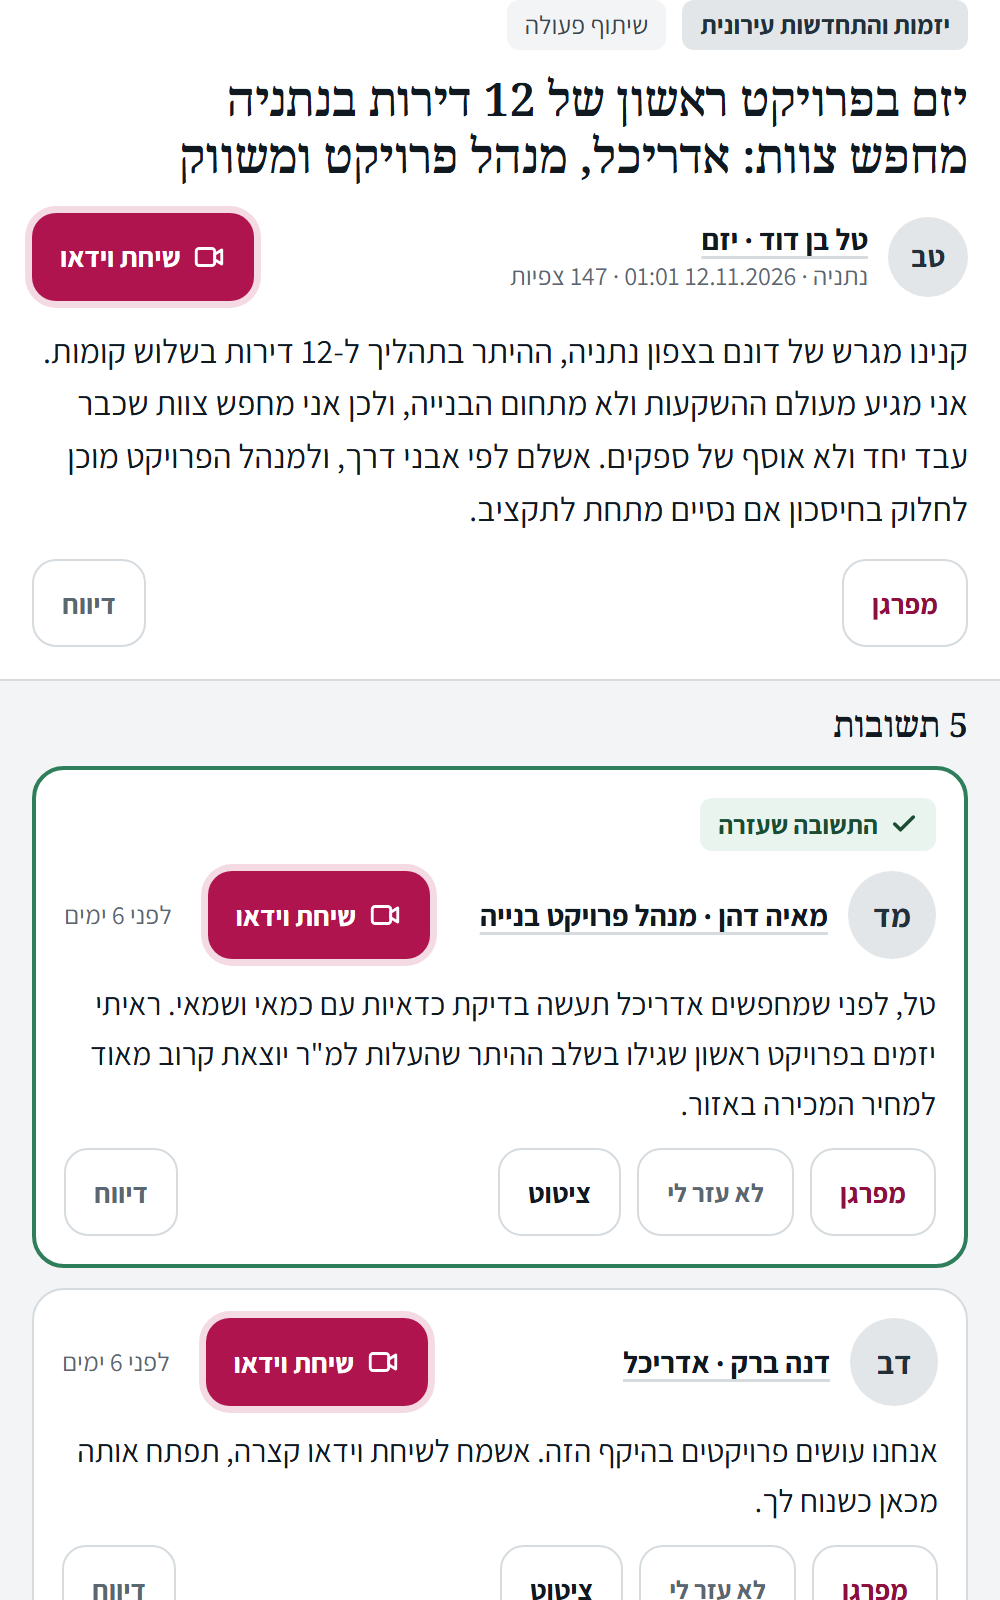 יזמות והתחדשות עירונית
שיתוף פעולה
יזם בפרויקט ראשון של 12 דירות בנתניה
מחפש צוות: אדריכל, מנהל פרויקט ומשווק
טב
טל בן דוד · יזם
נתניה · 12.11.2026 01:01 · 147 צפיות
שיחת וידאו
קנינו מגרש של דונם בצפון נתניה, ההיתר בתהליך ל-12 דירות בשלוש קומות.
אני מגיע מעולם ההשקעות ולא מתחום הבנייה, ולכן אני מחפש צוות שכבר
עבד יחד ולא אוסף של ספקים. אשלם לפי אבני דרך, ולמנהל הפרויקט מוכן
לחלוק בחיסכון אם נסיים מתחת לתקציב.
מפרגן
דיווח
5 תשובות
התשובה שעזרה
מד
מאיה דהן · מנהל פרויקט בנייה
שיחת וידאו
לפני 6 ימים
טל, לפני שמחפשים אדריכל תעשה בדיקת כדאיות עם כמאי ושמאי. ראיתי
יזמים בפרויקט ראשון שגילו בשלב ההיתר שהעלות למ"ר יוצאת קרוב מאוד
למחיר המכירה באזור.
מפרגן
לא עזר לי
ציטוט
דיווח
דב
דנה ברק · אדריכל
שיחת וידאו
לפני 6 ימים
אנחנו עושים פרויקטים בהיקף הזה. אשמח לשיחת וידאו קצרה, תפתח אותה
מכאן כשנוח לך.
מפרגן
לא עזר לי
ציטוט
דיווח